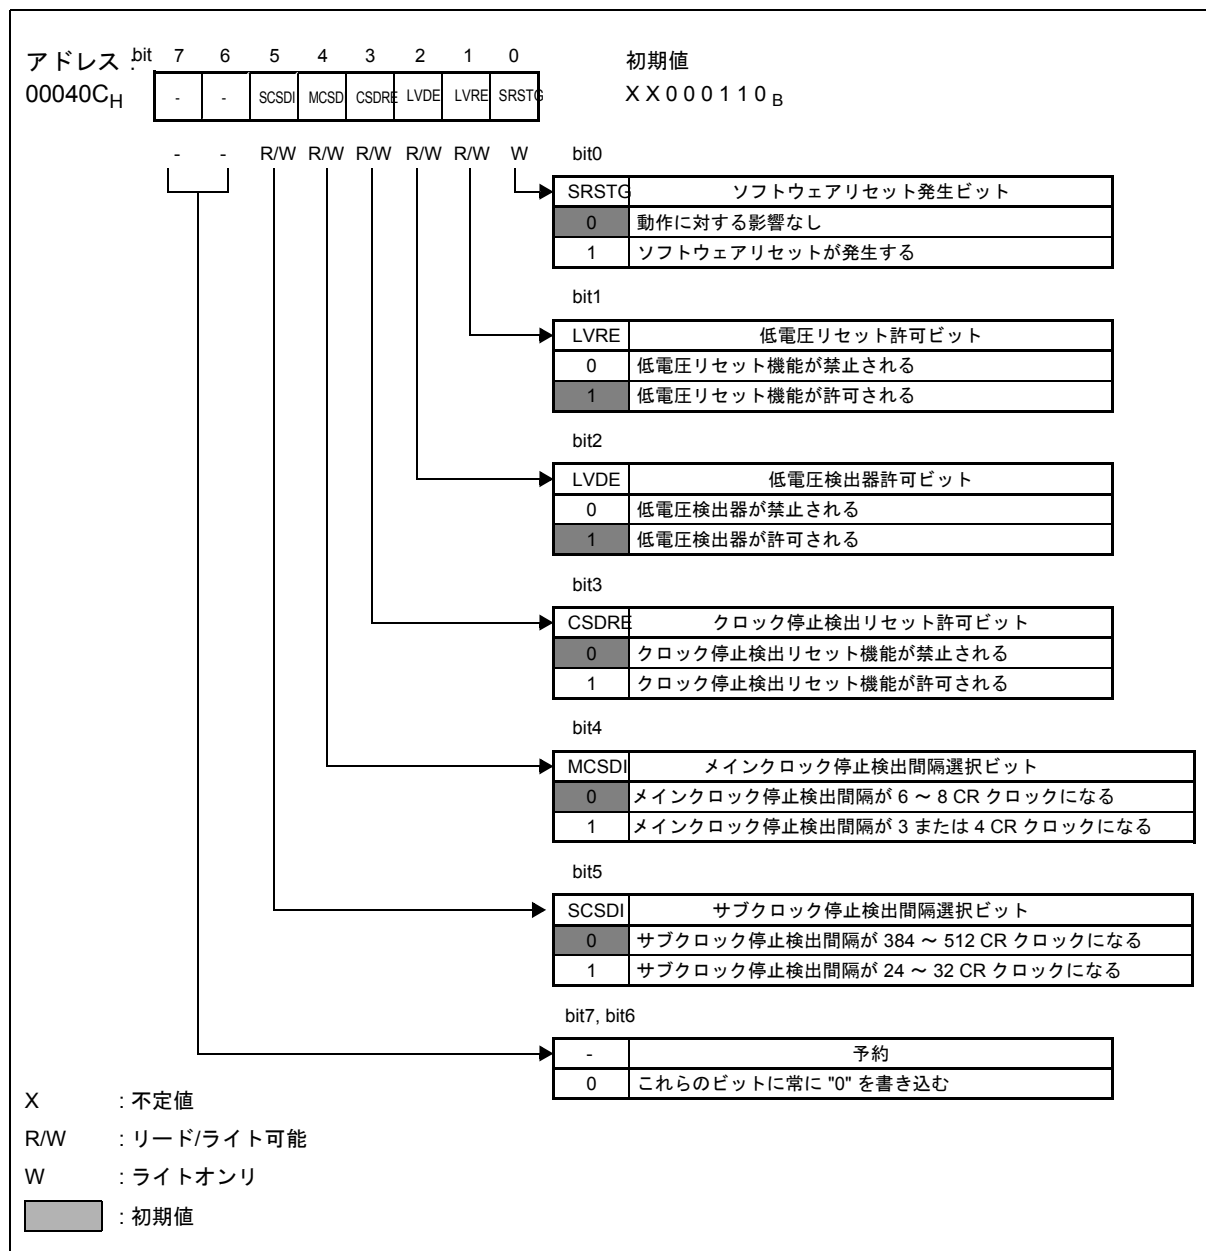 アドレス : bit 7 6 5 4 3 2 1 0 初期値
00040CH - - SCSDI MCSDI CSDRE LVDE LVRE SRSTG X X 0 0 0 1 1 0 B
- - R/W R/W R/W R/W R/W W bit0
SRSTG ソフトウェアリセット発生ビット
0 動作に対する影響なし
1 ソフトウェアリセットが発生する
bit1
LVRE 低電圧リセット許可ビット
0 低電圧リセット機能が禁止される
1 低電圧リセット機能が許可される
bit2
LVDE 低電圧検出器許可ビット
0 低電圧検出器が禁止される
1 低電圧検出器が許可される
bit3
CSDRE クロック停止検出リセット許可ビット
0 クロック停止検出リセット機能が禁止される
1 クロック停止検出リセット機能が許可される
bit4
MCSDI メインクロック停止検出間隔選択ビット
0 メインクロック停止検出間隔が 6 ～ 8 CR クロックになる
1 メインクロック停止検出間隔が 3 または 4 CR クロックになる
bit5
SCSDI サブクロック停止検出間隔選択ビット
0 サブクロック停止検出間隔が 384 ～ 512 CR クロックになる
1 サブクロック停止検出間隔が 24 ～ 32 CR クロックになる
bit7, bit6
- 予約
0 これらのビットに常に "0" を書き込む
X : 不定値
R/W : リード/ライト可能
W : ライトオンリ
: 初期値